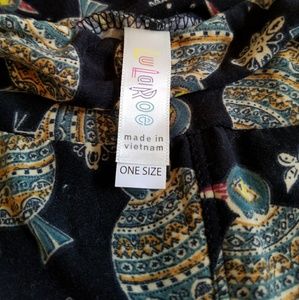 LuLaRoe
made in
vietnam
ONE SIZE